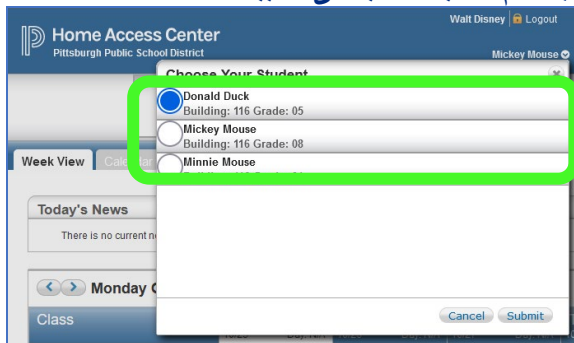 Walt Disney Logout
Home Access Center
Pittsburgh Public School District
Mickey Mouse
Choose Your Student
Donald Duck
Building: 116 Grade: 05
Mickey Mouse
Building: 116 Grade: 08
Minnie Mouse
Week View
Today's News
There is no current
Monday
Class
Cancel Submit